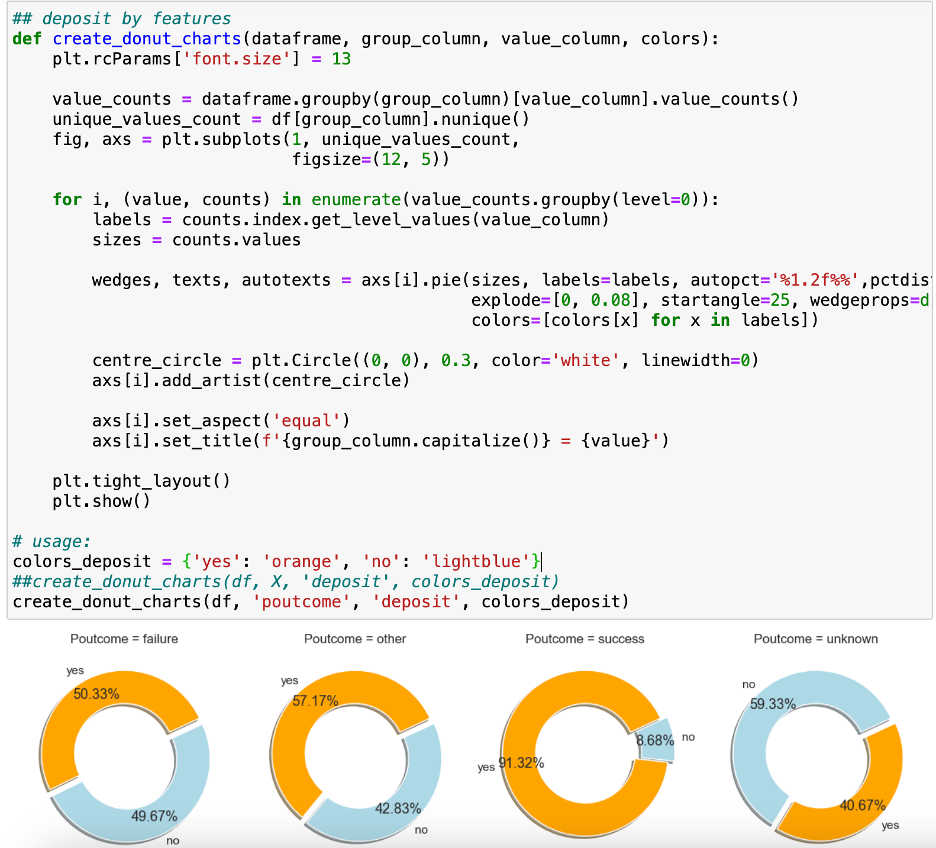 ## deposit by features
def create_donut_charts(dataframe, group_column, value_column, colors):
    plt.rcParams['font.size'] = 13

    value_counts = dataframe.groupby(group_column)[value_column].value_counts()
    unique_values_count = df[group_column].nunique()
    fig, axs = plt.subplots(1, unique_values_count,
                            figsize=(12, 5))

    for i, (value, counts) in enumerate(value_counts.groupby(level=0)):
        labels = counts.index.get_level_values(value_column)
        sizes = counts.values

        wedges, texts, autotexts = axs[i].pie(sizes, labels=labels, autopct='%1.2f%%',pctdis
                                              explode=[0, 0.08], startangle=25, wedgeprops=d
                                              colors=[colors[x] for x in labels])

        centre_circle = plt.Circle((0, 0), 0.3, color='white', linewidth=0)
        axs[i].add_artist(centre_circle)

        axs[i].set_aspect('equal')
        axs[i].set_title(f'{group_column.capitalize()} = {value}')

    plt.tight_layout()
    plt.show()

# usage:
colors_deposit = {'yes': 'orange', 'no': 'lightblue'}
##create_donut_charts(df, X, 'deposit', colors_deposit)
create_donut_charts(df, 'poutcome', 'deposit', colors_deposit)
Poutcome = failure
yes
50.33%
49.67%
no
Poutcome = other
yes
57.17%
42.83%
no
Poutcome = success
8.68%
no
yes
91.32%
Poutcome = unknown
no
59.33%
40.67%
yes